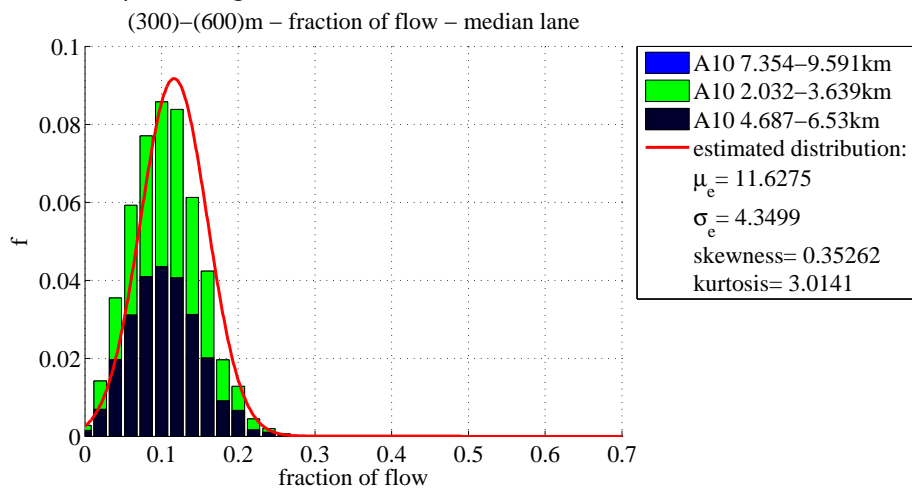 (300)–(600)m – fraction of flow – median lane
0.1
0.08
0.06
0.04
0.02
0
f
0 0.1 0.2 0.3 0.4 0.5 0.6 0.7
fraction of flow
A10 7.354–9.591km
A10 2.032–3.639km
A10 4.687–6.53km
estimated distribution:
μ_e= 11.6275
σ_e= 4.3499
skewness= 0.35262
kurtosis= 3.0141